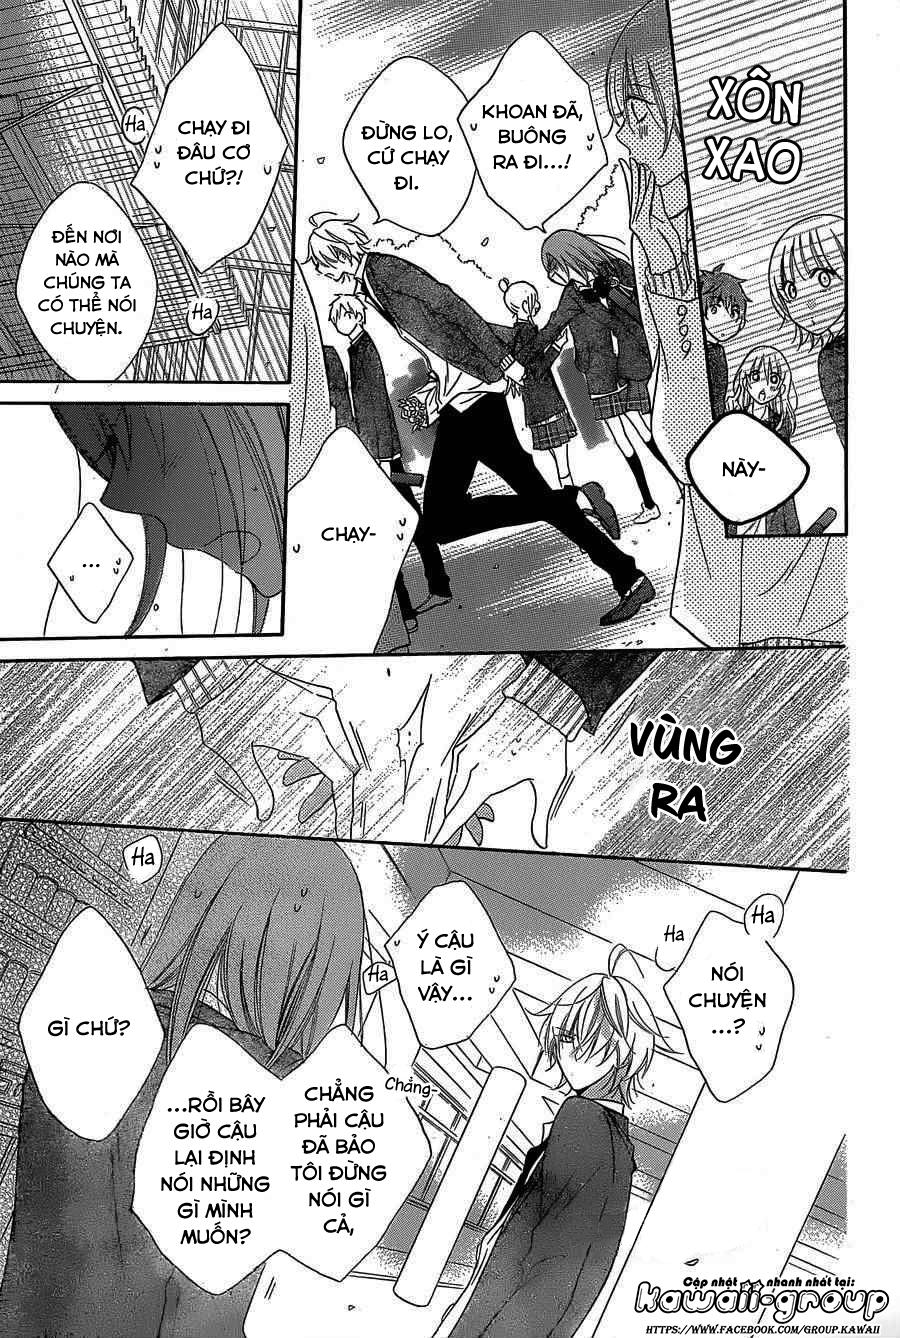 XÔN
XAO
KHOAN ĐÃ,
BUÔNG
RA ĐI...!
ĐỪNG LO,
CỨ CHẠY
ĐI.
NÀY-
CHẠY-
Ha
CHẠY ĐI
ĐÂU CƠ
CHỨ?!
ĐẾN NƠI
NÀO MÀ
CHÚNG TA
CÓ THỂ NÓI
CHUYỆN.
Ha
...
VÙNG
RA
Ha
Ha
NÓI
CHUYỆN
...?
Ý CẬU
LÀ GÌ
VẬY...
Ha
Ha
GÌ CHỨ?
Chẳng-
CHẲNG
PHẢI CẬU
ĐÃ BẢO
TÔI ĐỪNG
NÓI GÌ
CẢ,
...RỒI BÂY
GIỜ CẬU
LẠI ĐỊNH
NÓI NHỮNG
GÌ MÌNH
MUỐN?
Cập nhật nhanh nhất tại:
kawaii-group
HTTPS://WWW.FACEBOOK.COM/GROUP.KAWAII